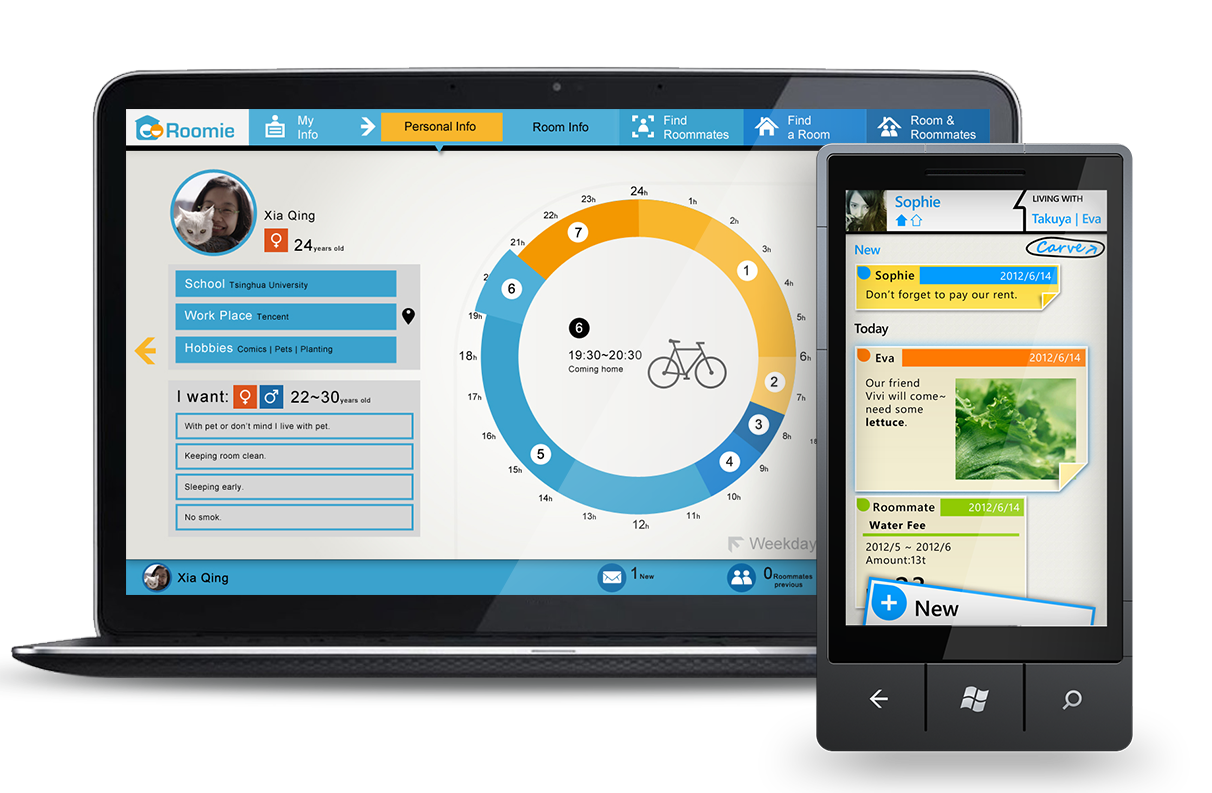 Roomie
My
Info
Personal Info
Room Info
Find
Roommates
Find
a Room
Room &
Roommates
Xia Qing
24 years old
School Tsinghua University
Work Place Tencent
Hobbies Comics | Pets | Planting
I want: 22~30 years old
With pet or don't mind I live with pet.
Keeping room clean.
Sleeping early.
No smok.
24h
1h
2h
3h
4h
5h
6h
7h
8h
9h
10h
11h
12h
13h
14h
15h
16h
17h
18h
19h
21h
22h
23h
1
2
3
4
5
6
7
6
19:30~20:30
Coming home
Weekday
Xia Qing
1 New
0 Roommates
previous
Sophie
LIVING WITH
Takuya | Eva
New
Carve
Sophie 2012/6/14
Don't forget to pay our rent.
Today
Eva 2012/6/14
Our friend
Vivi will come~
need some
lettuce.
Roommate 2012/6/14
Water Fee
2012/5 ~ 2012/6
Amount:13t
New